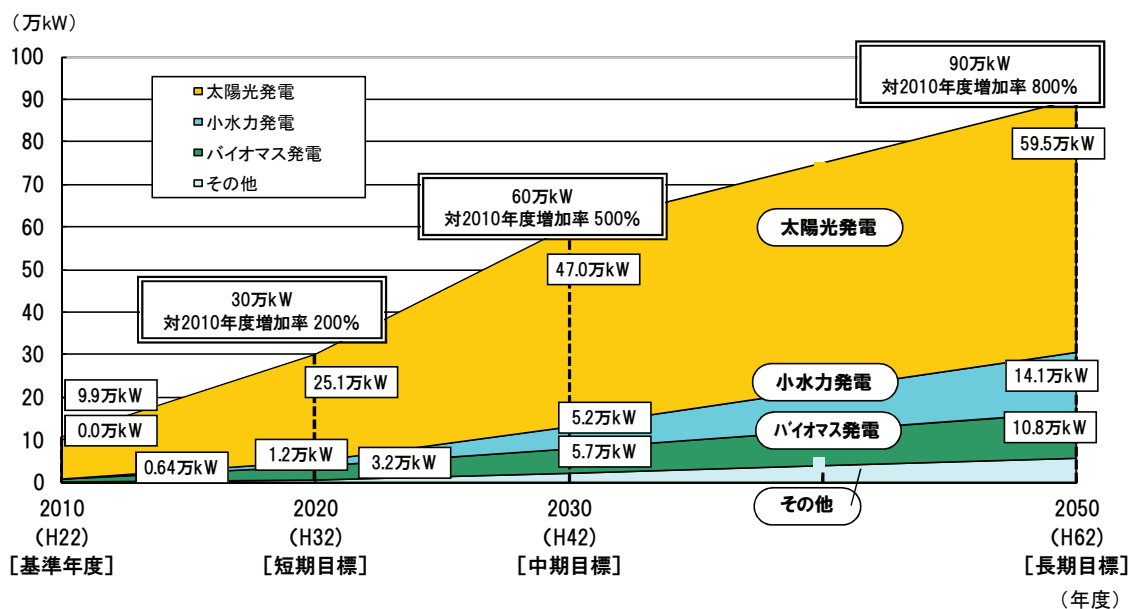 (万kW)
100
90
80
70
60
50
40
30
20
10
0
■太陽光発電
■小水力発電
■バイオマス発電
□その他
90万kW
対2010年度増加率 800%
59.5万kW
60万kW
対2010年度増加率 500%
太陽光発電
47.0万kW
30万kW
対2010年度増加率 200%
25.1万kW
9.9万kW
0.0万kW
0.64万kW
1.2万kW
3.2万kW
5.2万kW
5.7万kW
小水力発電
バイオマス発電
14.1万kW
10.8万kW
その他
2010
(H22)
[基準年度]
2020
(H32)
[短期目標]
2030
(H42)
[中期目標]
2050
(H62)
[長期目標]
(年度)